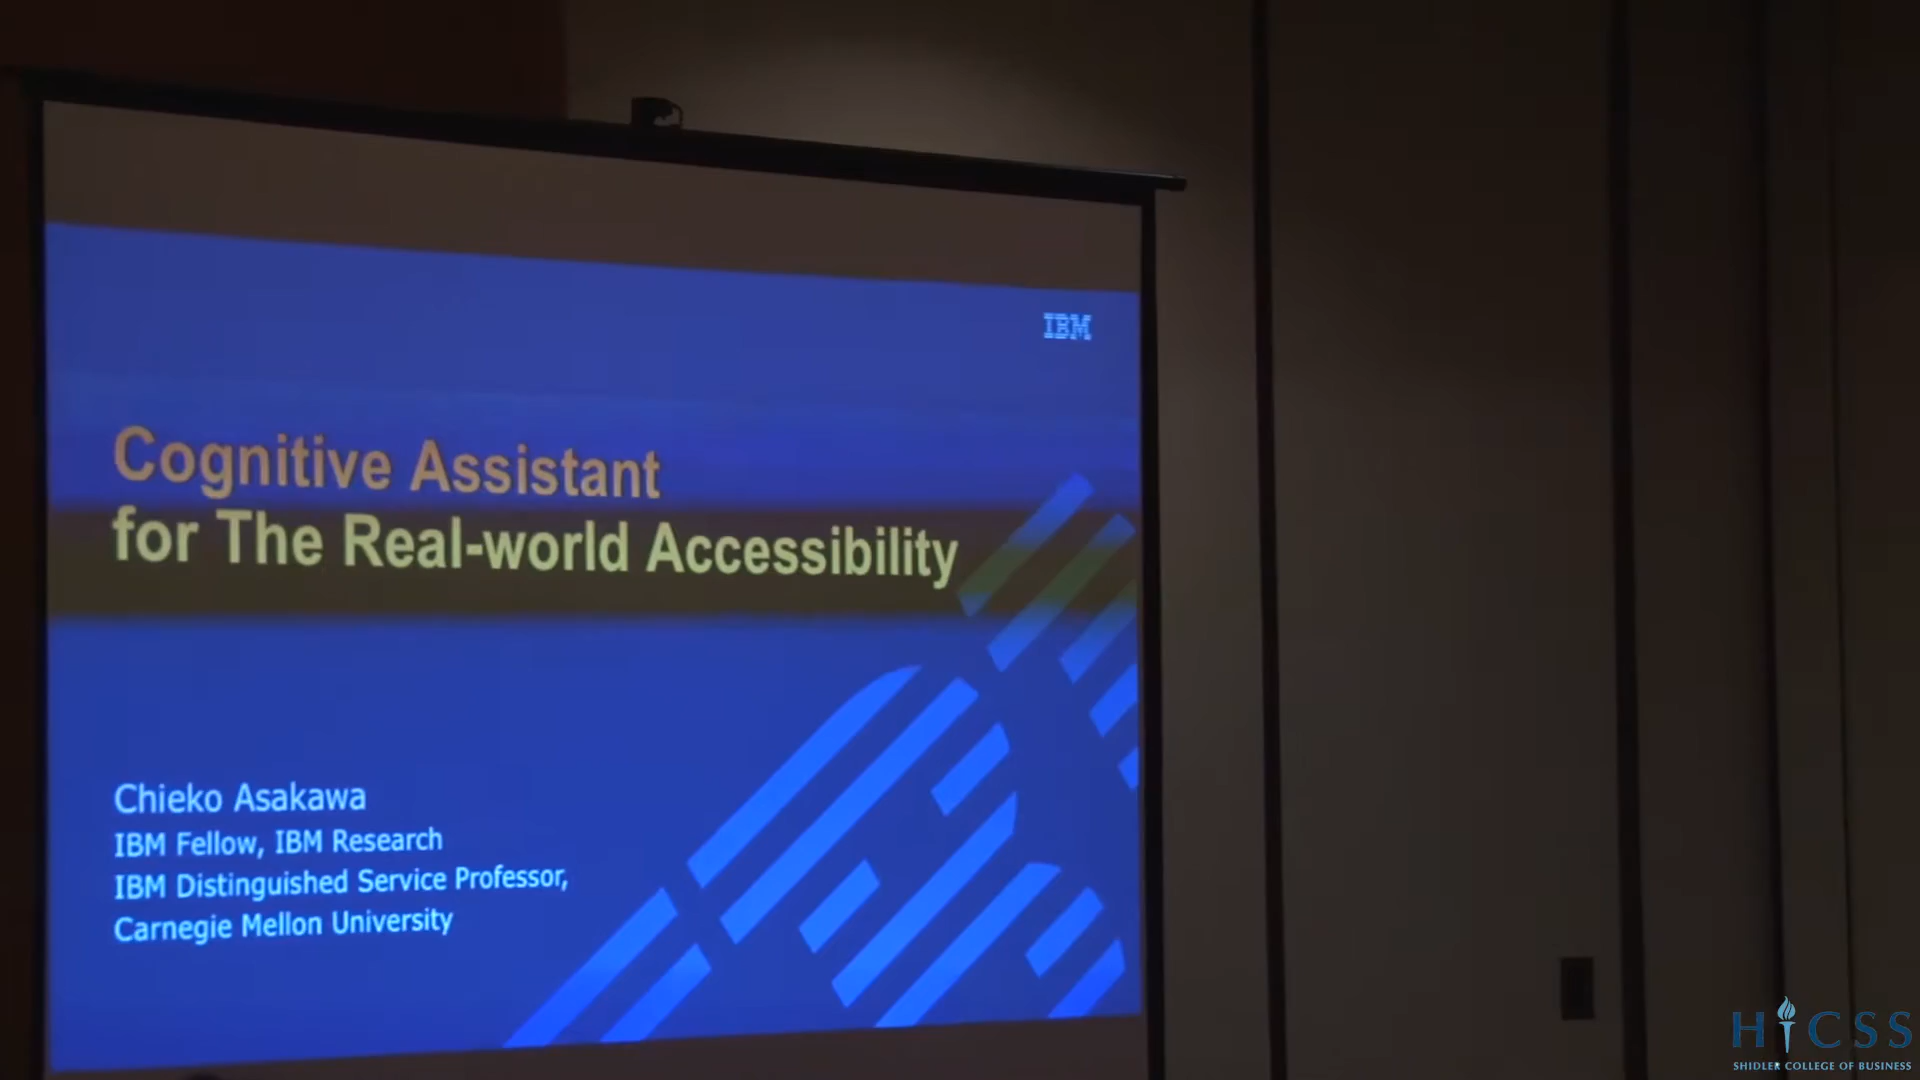 IBM
Cognitive Assistant
for The Real-world Accessibility
Chieko Asakawa
IBM Fellow, IBM Research
IBM Distinguished Service Professor,
Carnegie Mellon University
HICSS
SHIDLER COLLEGE OF BUSINESS